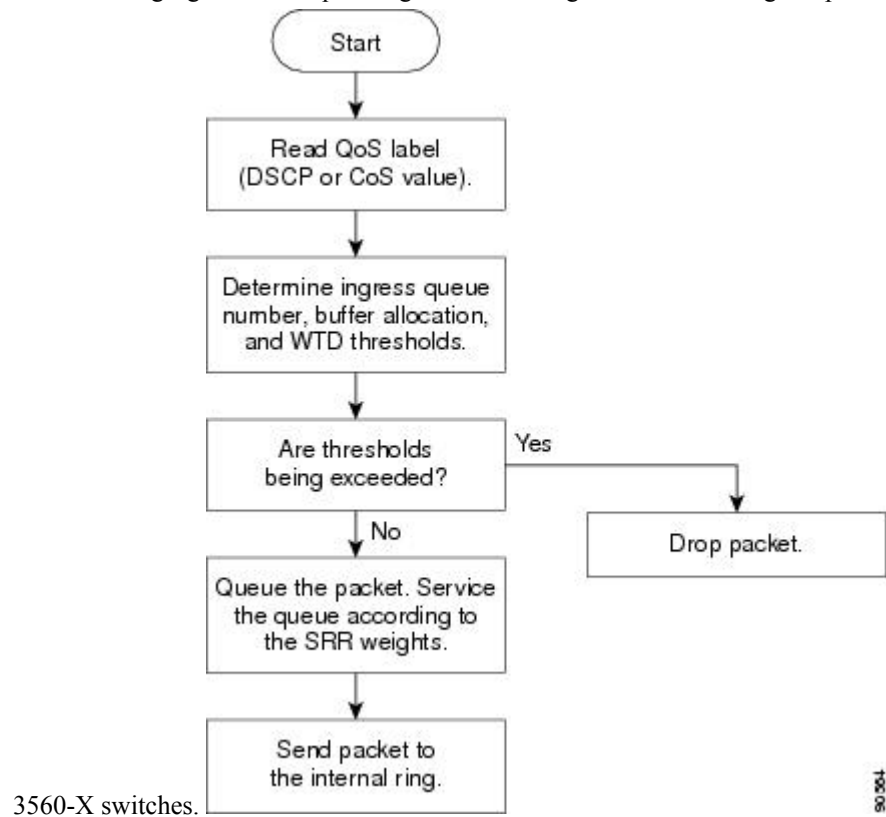 Start
Read QoS label
(DSCP or CoS value).
Determine ingress queue
number, buffer allocation,
and WTD thresholds.
Are thresholds
being exceeded?
Yes
No
Drop packet.
Queue the packet. Service
the queue according to
the SRR weights.
Send packet to
the internal ring.
3560-X switches.